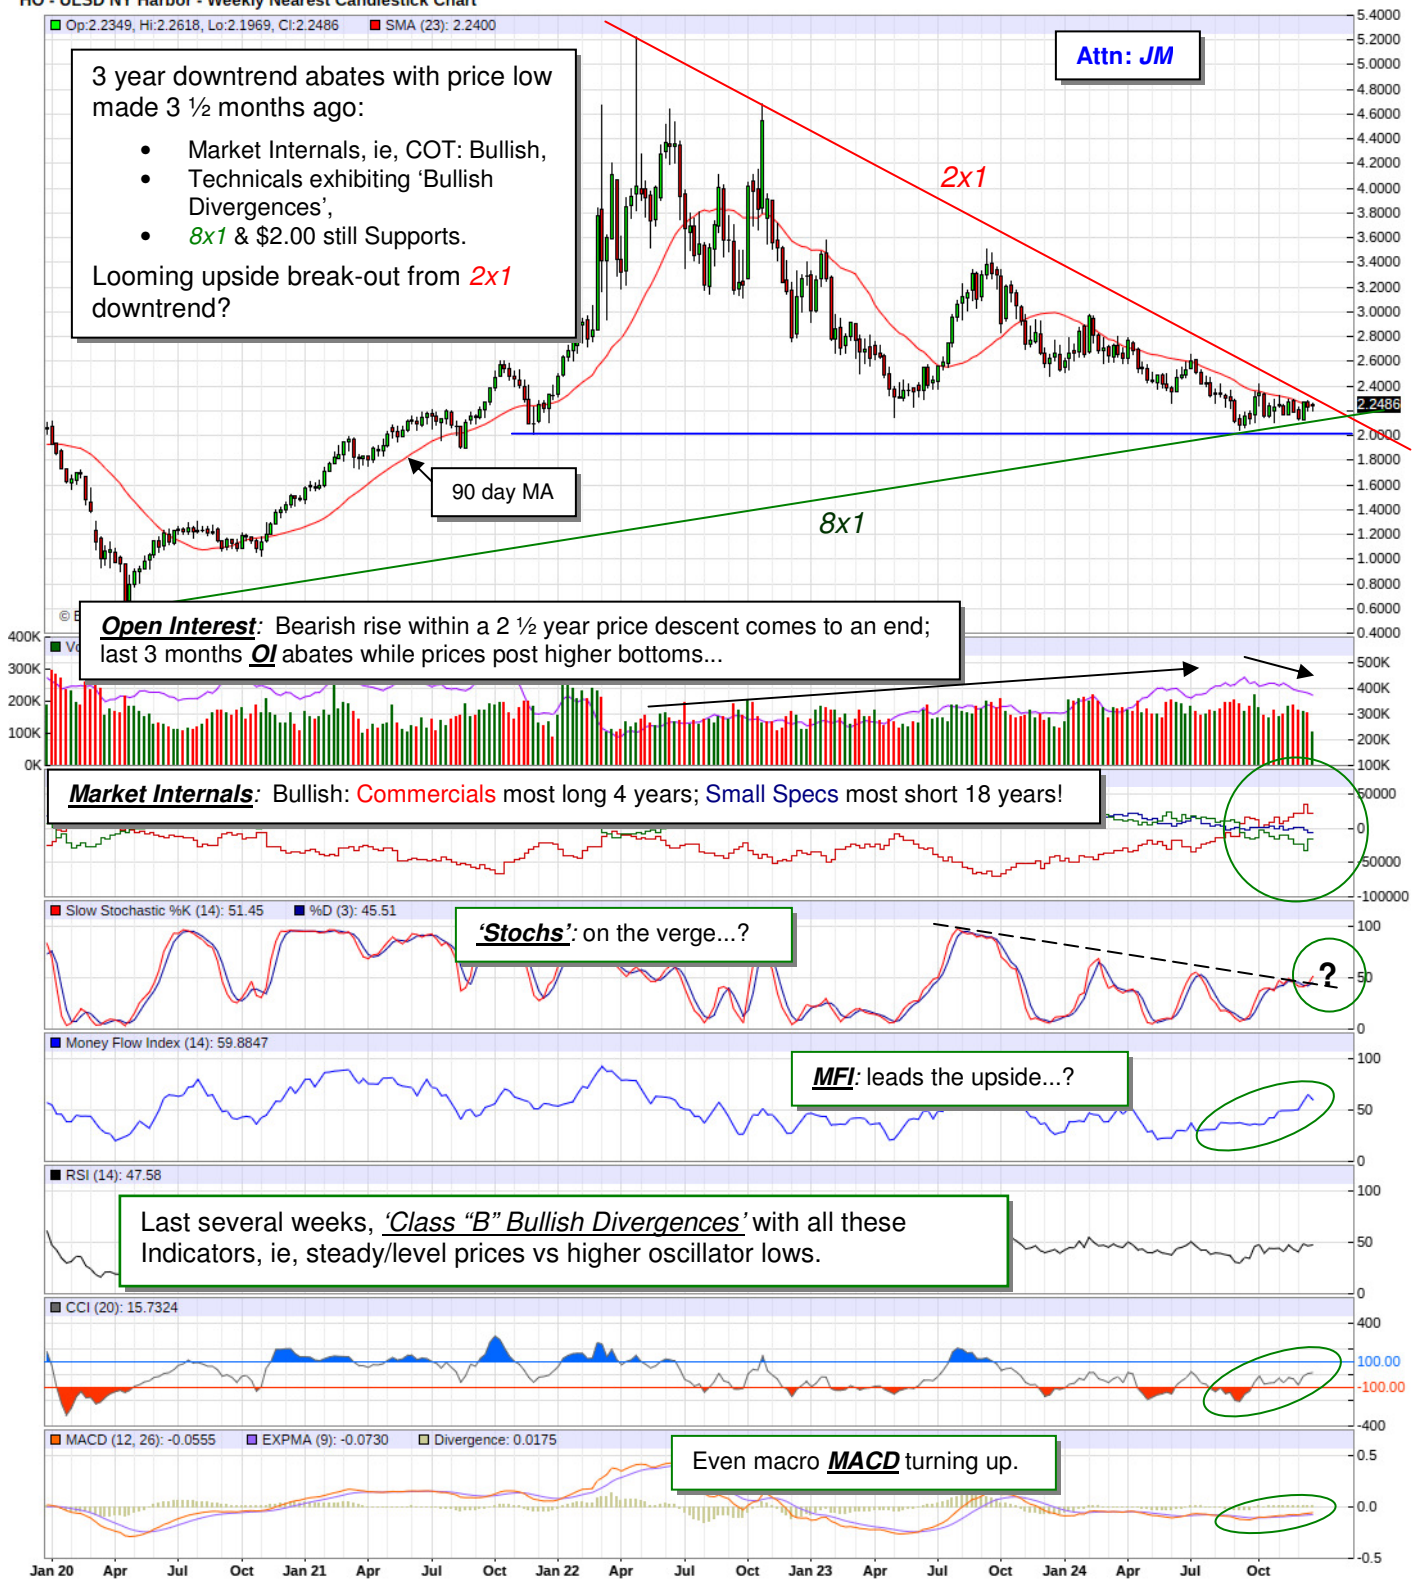 HO - ULSD NY Harbor - Weekly Nearest Candlestick Chart
Op:2.2349, Hi:2.2618, Lo:2.1969, Cl:2.2486 SMA (23): 2.2400
Attn: JM
3 year downtrend abates with price low
made 3 ½ months ago:
• Market Internals, ie, COT: Bullish,
• Technicals exhibiting ‘Bullish
Divergences’,
• 8x1 & $2.00 still Supports.
Looming upside break-out from 2x1
downtrend?
2x1
90 day MA
8x1
5.4000
5.2000
5.0000
4.8000
4.6000
4.4000
4.2000
4.0000
3.8000
3.6000
3.4000
3.2000
3.0000
2.8000
2.6000
2.4000
2.2486
2.0000
1.8000
1.6000
1.4000
1.2000
1.0000
0.8000
0.6000
0.4000
©
Open Interest: Bearish rise within a 2 ½ year price descent comes to an end;
last 3 months OI abates while prices post higher bottoms...
400K
300K
200K
100K
0K
500K
400K
300K
200K
100K
Market Internals: Bullish: Commercials most long 4 years; Small Specs most short 18 years!
50000
0
-50000
-100000
Slow Stochastic %K (14): 51.45 %D (3): 45.51
‘Stochs’: on the verge...?
?
100
50
0
Money Flow Index (14): 59.8847
MFI: leads the upside...?
100
50
0
RSI (14): 47.58
Last several weeks, ‘Class “B” Bullish Divergences’ with all these
Indicators, ie, steady/level prices vs higher oscillator lows.
100
50
0
CCI (20): 15.7324
400
100.00
-100.00
-400
MACD (12, 26): -0.0555 EXPMA (9): -0.0730 Divergence: 0.0175
Even macro MACD turning up.
0.5
0.0
-0.5
Jan 20 Apr Jul Oct Jan 21 Apr Jul Oct Jan 22 Apr Jul Oct Jan 23 Apr Jul Oct Jan 24 Apr Jul Oct